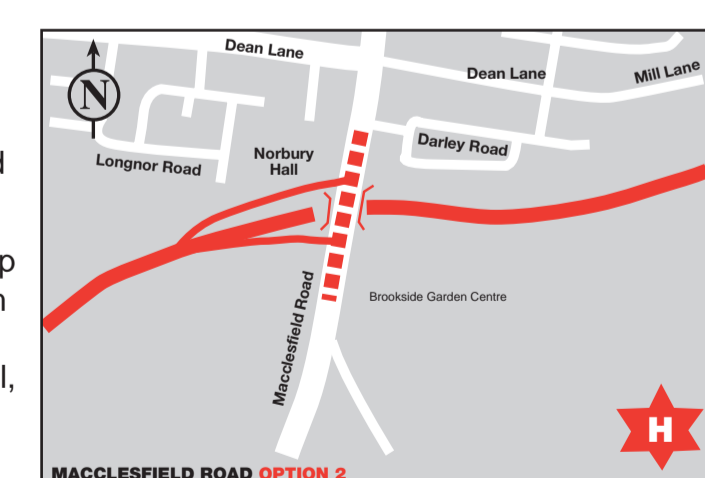 Dean Lane
Dean Lane
Mill Lane
N
Longnor Road
Norbury
Hall
Darley Road
Macclesfield Road
Brookside Garden Centre
H
MACCLESFIELD ROAD OPTION 2